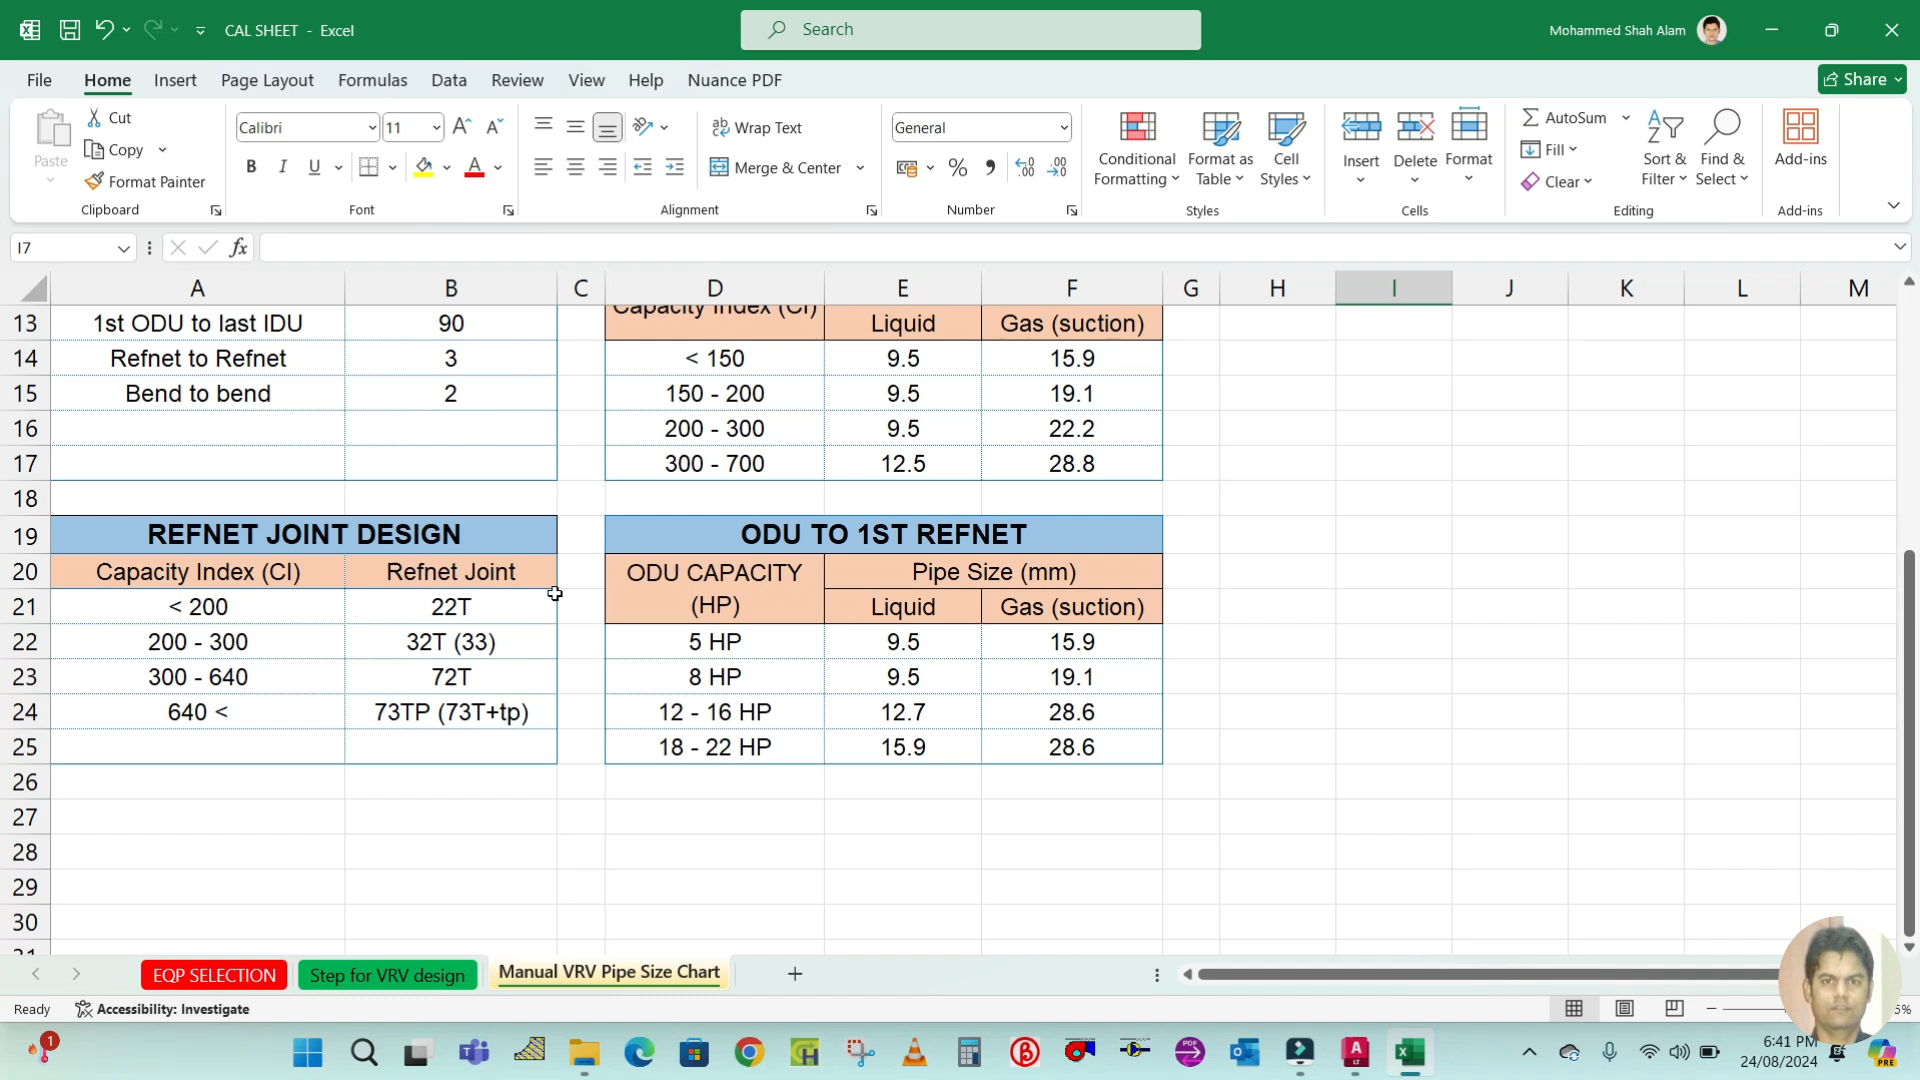 CAL SHEET - Excel
Search
Mohammed Shah Alam
File Home Insert Page Layout Formulas Data Review View Help Nuance PDF
Share
Paste
Cut
Copy
Format Painter
Clipboard
Calibri 11
B I U
Font
Wrap Text
Merge & Center
Alignment
General
Number
Conditional Formatting
Format as Table
Cell Styles
Styles
Insert Delete Format
Cells
AutoSum
Fill
Clear
Sort & Filter
Find & Select
Editing
Add-ins
Add-ins
I7
fx
A B C D E F G H I J K L M
Capacity Index (CI)
13 1st ODU to last IDU 90 Liquid Gas (suction)
14 Refnet to Refnet 3 < 150 9.5 15.9
15 Bend to bend 2 150 - 200 9.5 19.1
16 200 - 300 9.5 22.2
17 300 - 700 12.5 28.8
18
19 REFNET JOINT DESIGN ODU TO 1ST REFNET
20 Capacity Index (CI) Refnet Joint ODU CAPACITY (HP) Pipe Size (mm)
21 < 200 22T Liquid Gas (suction)
22 200 - 300 32T (33) 5 HP 9.5 15.9
23 300 - 640 72T 8 HP 9.5 19.1
24 640 < 73TP (73T+tp) 12 - 16 HP 12.7 28.6
25 18 - 22 HP 15.9 28.6
26
27
28
29
30
EQP SELECTION Step for VRV design Manual VRV Pipe Size Chart
Ready Accessibility: Investigate
1
6:41 PM
24/08/2024
PRE